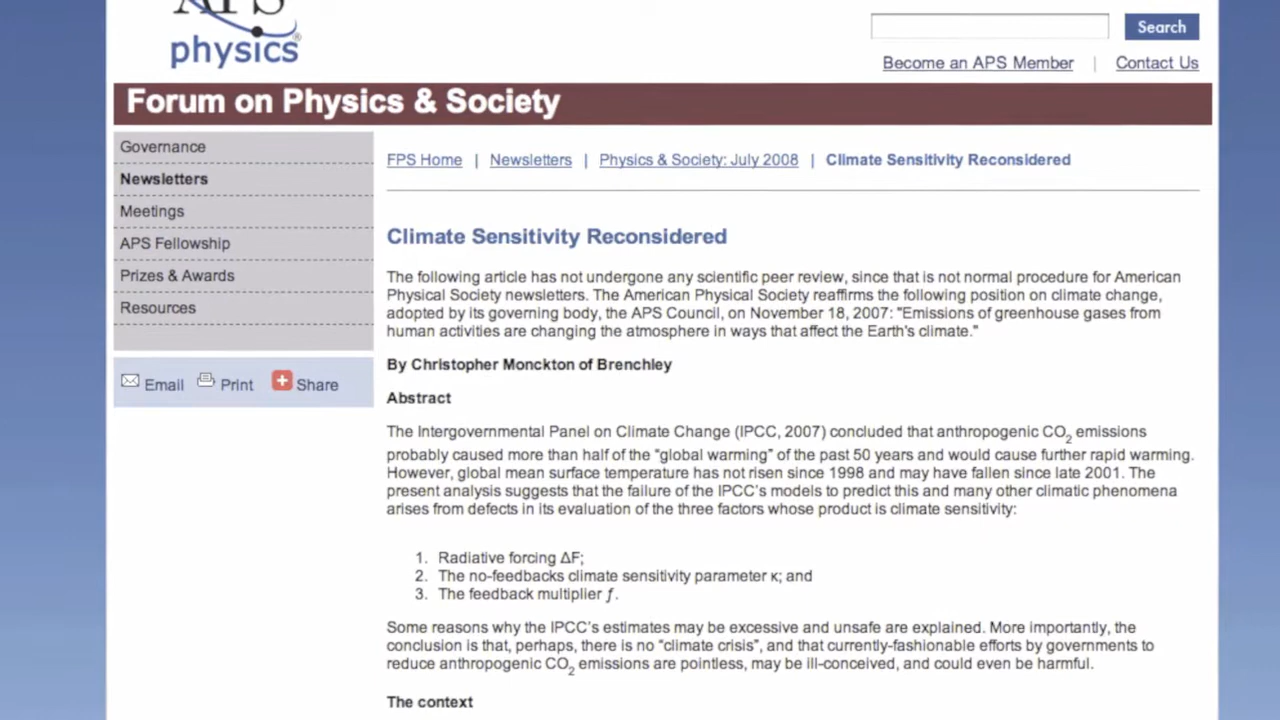 APS
physics®
Search
Become an APS Member | Contact Us
Forum on Physics & Society
Governance
Newsletters
Meetings
APS Fellowship
Prizes & Awards
Resources
Email Print Share
FPS Home | Newsletters | Physics & Society: July 2008 | Climate Sensitivity Reconsidered
Climate Sensitivity Reconsidered
The following article has not undergone any scientific peer review, since that is not normal procedure for American
Physical Society newsletters. The American Physical Society reaffirms the following position on climate change,
adopted by its governing body, the APS Council, on November 18, 2007: "Emissions of greenhouse gases from
human activities are changing the atmosphere in ways that affect the Earth's climate."
By Christopher Monckton of Brenchley
Abstract
The Intergovernmental Panel on Climate Change (IPCC, 2007) concluded that anthropogenic CO2 emissions
probably caused more than half of the “global warming” of the past 50 years and would cause further rapid warming.
However, global mean surface temperature has not risen since 1998 and may have fallen since late 2001. The
present analysis suggests that the failure of the IPCC’s models to predict this and many other climatic phenomena
arises from defects in its evaluation of the three factors whose product is climate sensitivity:
1. Radiative forcing ΔF;
2. The no-feedbacks climate sensitivity parameter κ; and
3. The feedback multiplier ƒ.
Some reasons why the IPCC’s estimates may be excessive and unsafe are explained. More importantly, the
conclusion is that, perhaps, there is no “climate crisis”, and that currently-fashionable efforts by governments to
reduce anthropogenic CO2 emissions are pointless, may be ill-conceived, and could even be harmful.
The context